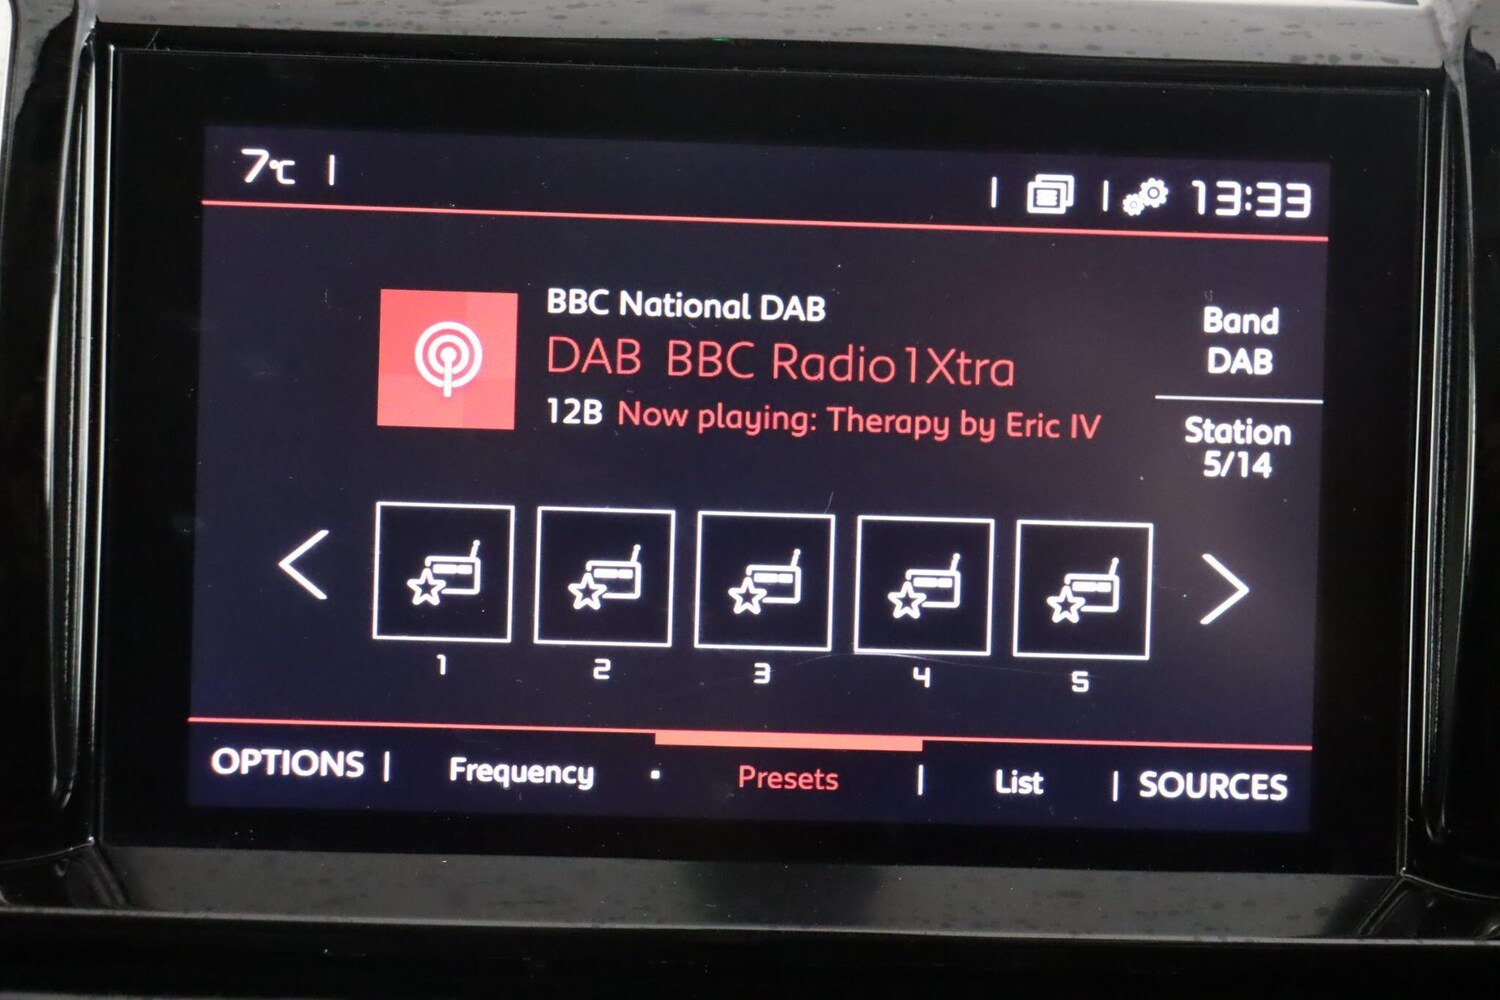 7°C
13:33
BBC National DAB
DAB BBC Radio1Xtra
12B Now playing: Therapy by Eric IV
Band
DAB
Station
5/14
1 2 3 4 5
OPTIONS | Frequency Presets | List | SOURCES